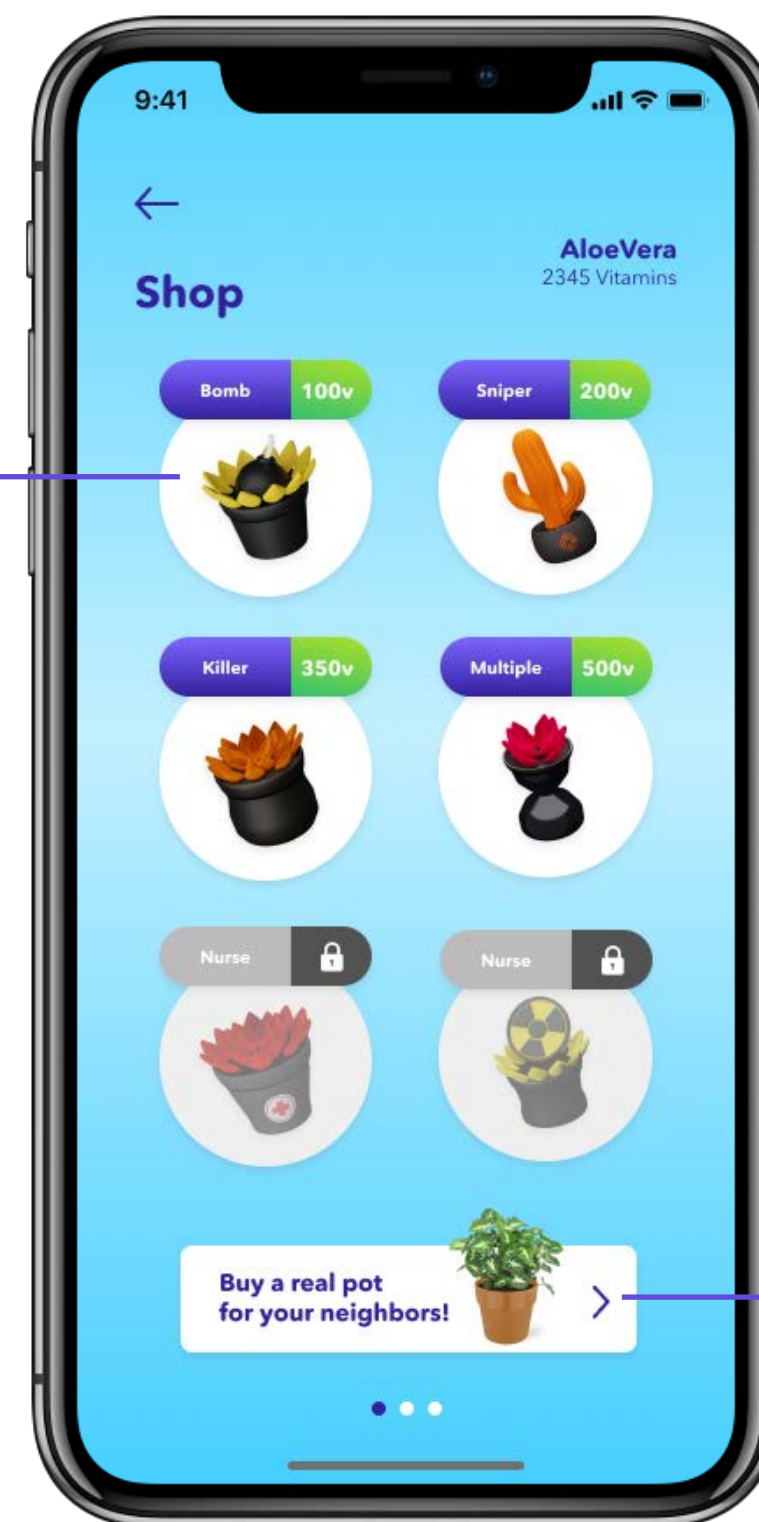 9:41
AloeVera
2345 Vitamins
Shop
Bomb 100v
Sniper 200v
Killer 350v
Multiple 500v
Nurse
Nurse
Buy a real pot
for your neighbors!